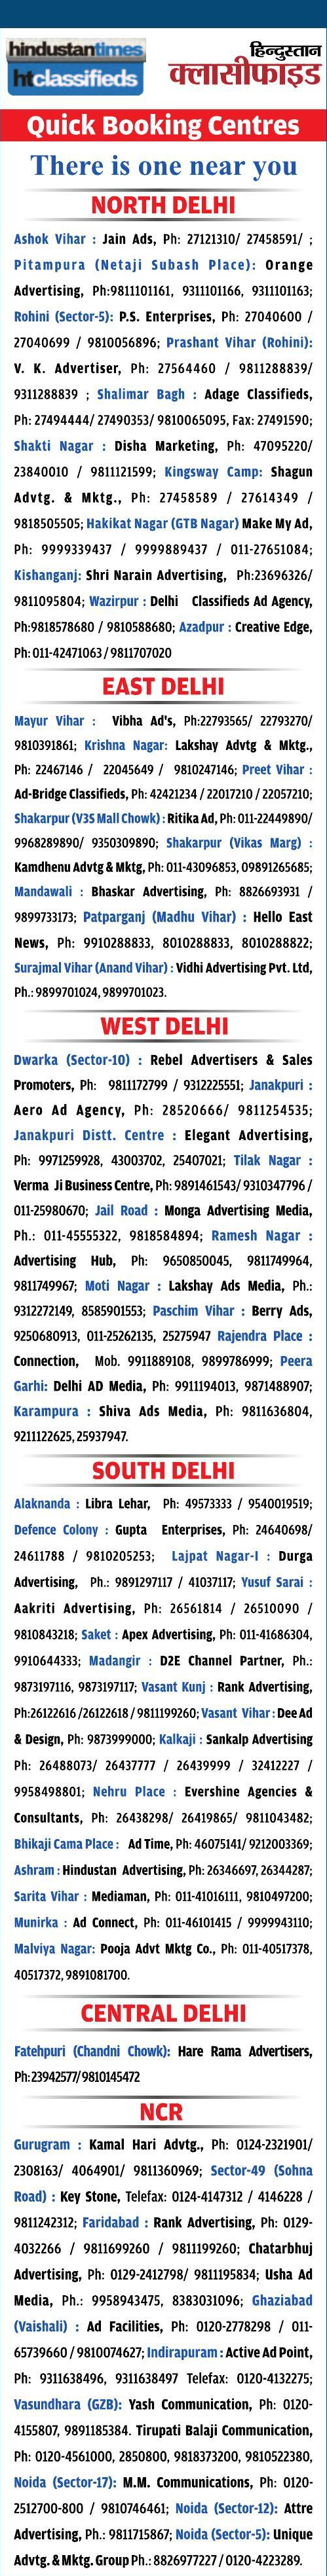 hindustantimes
htclassifieds
हिन्दुस्तान
क्लासीफाइड
Quick Booking Centres
There is one near you
NORTH DELHI
Ashok Vihar : Jain Ads, Ph: 27121310/ 27458591/ ;
Pitampura (Netaji Subash Place): Orange
Advertising, Ph:9811101161, 9311101166, 9311101163;
Rohini (Sector-5): P.S. Enterprises, Ph: 27040600 /
27040699 / 9810056896; Prashant Vihar (Rohini):
V. K. Advertiser, Ph: 27564460 / 9811288839/
9311288839 ; Shalimar Bagh : Adage Classifieds,
Ph: 27494444/ 27490353/ 9810065095, Fax: 27491590;
Shakti Nagar : Disha Marketing, Ph: 47095220/
23840010 / 9811121599; Kingsway Camp: Shagun
Advtg. & Mktg., Ph: 27458589 / 27614349 /
9818505505; Hakikat Nagar (GTB Nagar) Make My Ad,
Ph: 9999339437 / 9999889437 / 011-27651084;
Kishanganj: Shri Narain Advertising, Ph:23696326/
9811095804; Wazirpur : Delhi Classifieds Ad Agency,
Ph:9818578680 / 9810588680; Azadpur : Creative Edge,
Ph: 011-42471063 / 9811707020
EAST DELHI
Mayur Vihar : Vibha Ad's, Ph:22793565/ 22793270/
9810391861; Krishna Nagar: Lakshay Advtg & Mktg.,
Ph: 22467146 / 22045649 / 9810247146; Preet Vihar :
Ad-Bridge Classifieds, Ph: 42421234 / 22017210 / 22057210;
Shakarpur (V3S Mall Chowk) : Ritika Ad, Ph: 011-22449890/
9968289890/ 9350309890; Shakarpur (Vikas Marg) :
Kamdhenu Advtg & Mktg, Ph: 011-43096853, 09891265685;
Mandawali : Bhaskar Advertising, Ph: 8826693931 /
9899733173; Patparganj (Madhu Vihar) : Hello East
News, Ph: 9910288833, 8010288833, 8010288822;
Surajmal Vihar (Anand Vihar) : Vidhi Advertising Pvt. Ltd,
Ph.: 9899701024, 9899701023.
WEST DELHI
Dwarka (Sector-10) : Rebel Advertisers & Sales
Promoters, Ph: 9811172799 / 9312225551; Janakpuri :
Aero Ad Agency, Ph: 28520666/ 9811254535;
Janakpuri Distt. Centre : Elegant Advertising,
Ph: 9971259928, 43003702, 25407021; Tilak Nagar :
Verma Ji Business Centre, Ph: 9891461543/ 9310347796 /
011-25980670; Jail Road : Monga Advertising Media,
Ph.: 011-45555322, 9818584894; Ramesh Nagar :
Advertising Hub, Ph: 9650850045, 9811749964,
9811749967; Moti Nagar : Lakshay Ads Media, Ph.:
9312272149, 8585901553; Paschim Vihar : Berry Ads,
9250680913, 011-25262135, 25275947 Rajendra Place :
Connection, Mob. 9911889108, 9899786999; Peera
Garhi: Delhi AD Media, Ph: 9911194013, 9871488907;
Karampura : Shiva Ads Media, Ph: 9811636804,
9211122625, 25937947.
SOUTH DELHI
Alaknanda : Libra Lehar, Ph: 49573333 / 9540019519;
Defence Colony : Gupta Enterprises, Ph: 24640698/
24611788 / 9810205253; Lajpat Nagar-I : Durga
Advertising, Ph.: 9891297117 / 41037117; Yusuf Sarai :
Aakriti Advertising, Ph: 26561814 / 26510090 /
9810843218; Saket : Apex Advertising, Ph: 011-41686304,
9910644333; Madangir : D2E Channel Partner, Ph.:
9873197116, 9873197117; Vasant Kunj : Rank Advertising,
Ph:26122616 /26122618 / 9811199260; Vasant Vihar : Dee Ad
& Design, Ph: 9873999000; Kalkaji : Sankalp Advertising
Ph: 26488073/ 26437777 / 26439999 / 32412227 /
9958498801; Nehru Place : Evershine Agencies &
Consultants, Ph: 26438298/ 26419865/ 9811043482;
Bhikaji Cama Place : Ad Time, Ph: 46075141/ 9212003369;
Ashram : Hindustan Advertising, Ph: 26346697, 26344287;
Sarita Vihar : Mediaman, Ph: 011-41016111, 9810497200;
Munirka : Ad Connect, Ph: 011-46101415 / 9999943110;
Malviya Nagar: Pooja Advt Mktg Co., Ph: 011-40517378,
40517372, 9891081700.
CENTRAL DELHI
Fatehpuri (Chandni Chowk): Hare Rama Advertisers,
Ph:23942577/ 9810145472
NCR
Gurugram : Kamal Hari Advtg., Ph: 0124-2321901/
2308163/ 4064901/ 9811360969; Sector-49 (Sohna
Road) : Key Stone, Telefax: 0124-4147312 / 4146228 /
9811242312; Faridabad : Rank Advertising, Ph: 0129-
4032266 / 9811699260 / 9811199260; Chatarbhuj
Advertising, Ph: 0129-2412798/ 9811195834; Usha Ad
Media, Ph.: 9958943475, 8383031096; Ghaziabad
(Vaishali) : Ad Facilities, Ph: 0120-2778298 / 011-
65739660 / 9810074627; Indirapuram : Active Ad Point,
Ph: 9311638496, 9311638497 Telefax: 0120-4132275;
Vasundhara (GZB): Yash Communication, Ph: 0120-
4155807, 9891185384. Tirupati Balaji Communication,
Ph: 0120-4561000, 2850800, 9818373200, 9810522380,
Noida (Sector-17): M.M. Communications, Ph: 0120-
2512700-800 / 9810746461; Noida (Sector-12): Attre
Advertising, Ph.: 9811715867; Noida (Sector-5): Unique
Advtg. & Mktg. Group Ph.: 8826977227 / 0120-4223289.